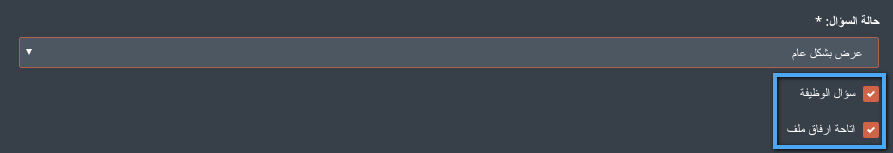 حالة السؤال: *
عرض بشكل عام
سؤال الوظيفة
اتاحة ارفاق ملف